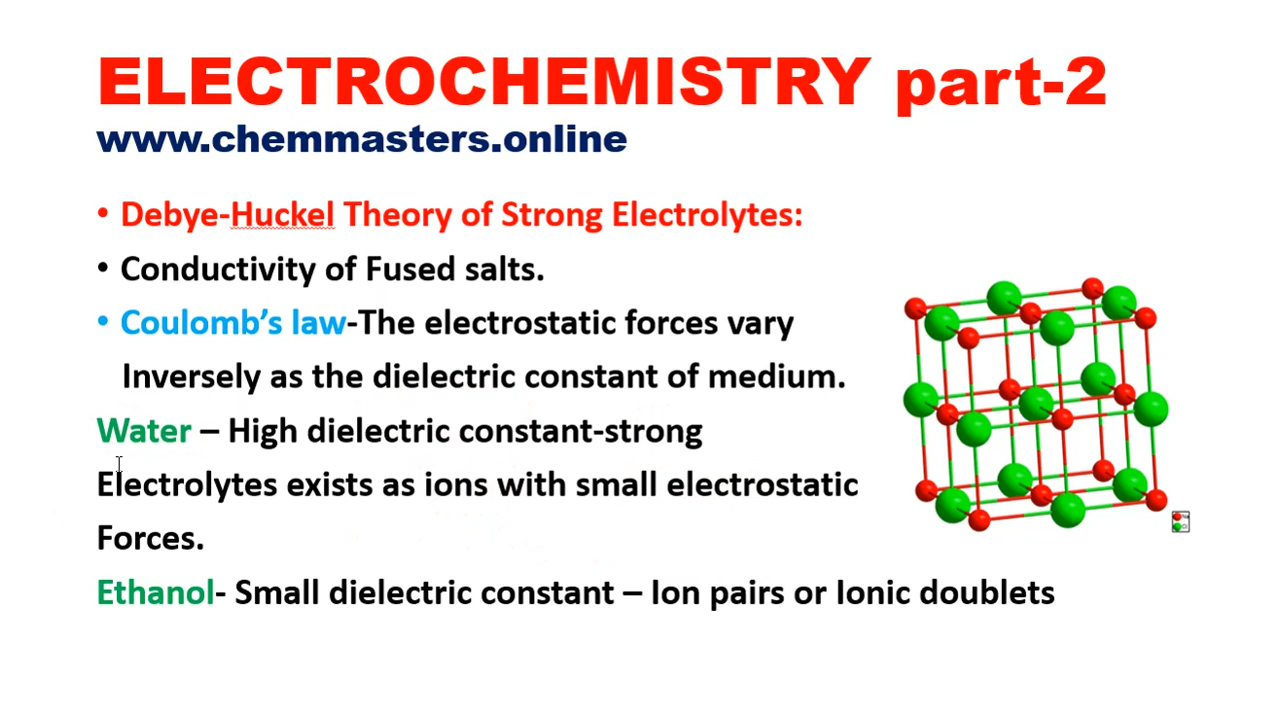 ELECTROCHEMISTRY part-2
www.chemmasters.online
• Debye-Huckel Theory of Strong Electrolytes:
• Conductivity of Fused salts.
• Coulomb’s law-The electrostatic forces vary
Inversely as the dielectric constant of medium.
Water – High dielectric constant-strong
Electrolytes exists as ions with small electrostatic
Forces.
Ethanol- Small dielectric constant – Ion pairs or Ionic doublets